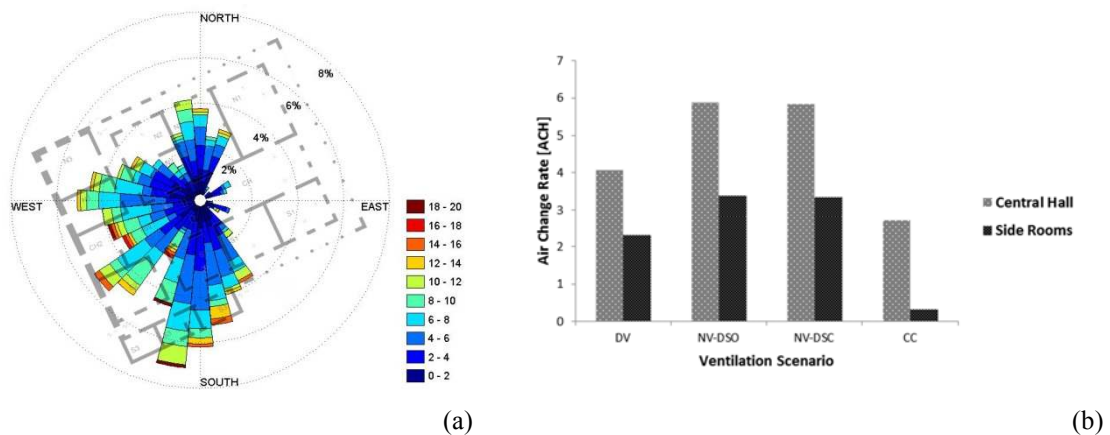 NORTH
8%
6%
4%
2%
WEST
EAST
SOUTH
18 - 20
16 - 18
14 - 16
12 - 14
10 - 12
8 - 10
6 - 8
4 - 6
2 - 4
0 - 2
(a)
Air Change Rate [ACH]
7
6
5
4
3
2
1
0
DV
NV-DSO
NV-DSC
CC
Ventilation Scenario
Central Hall
Side Rooms
(b)